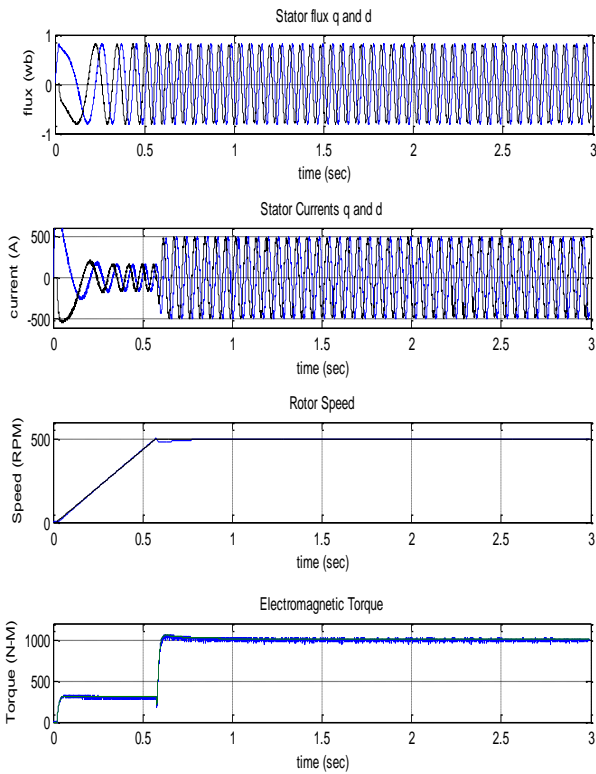 Stator flux q and d
flux (wb)
1
0
-1
0 0.5 1 1.5 2 2.5 3
time (sec)
Stator Currents q and d
current (A)
500
0
-500
0 0.5 1 1.5 2 2.5 3
time (sec)
Rotor Speed
Speed (RPM)
500
0
0 0.5 1 1.5 2 2.5 3
time (sec)
Electromagnetic Torque
Torque (N-M)
1000
500
0
0 0.5 1 1.5 2 2.5 3
time (sec)